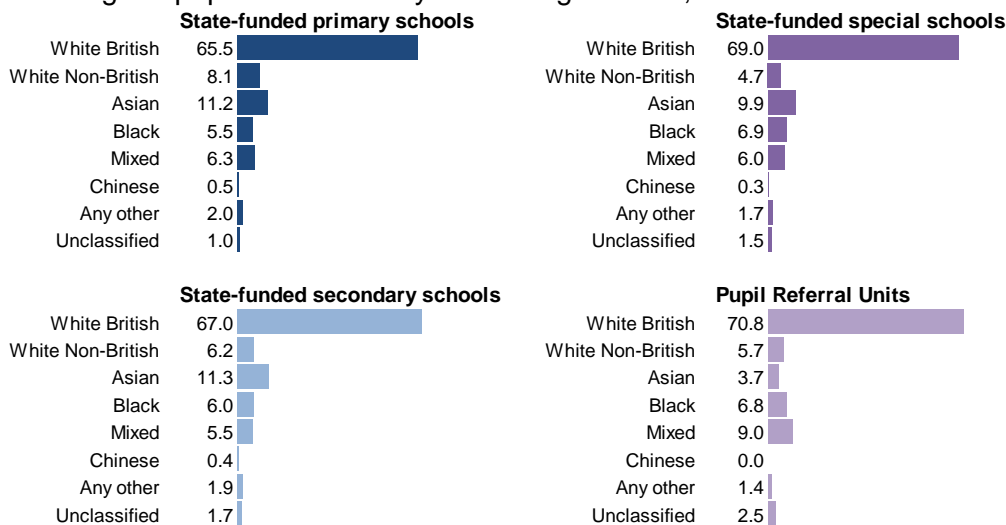 State-funded primary schools
White British 65.5
White Non-British 8.1
Asian 11.2
Black 5.5
Mixed 6.3
Chinese 0.5
Any other 2.0
Unclassified 1.0
State-funded special schools
White British 69.0
White Non-British 4.7
Asian 9.9
Black 6.9
Mixed 6.0
Chinese 0.3
Any other 1.7
Unclassified 1.5
State-funded secondary schools
White British 67.0
White Non-British 6.2
Asian 11.3
Black 6.0
Mixed 5.5
Chinese 0.4
Any other 1.9
Unclassified 1.7
Pupil Referral Units
White British 70.8
White Non-British 5.7
Asian 3.7
Black 6.8
Mixed 9.0
Chinese 0.0
Any other 1.4
Unclassified 2.5